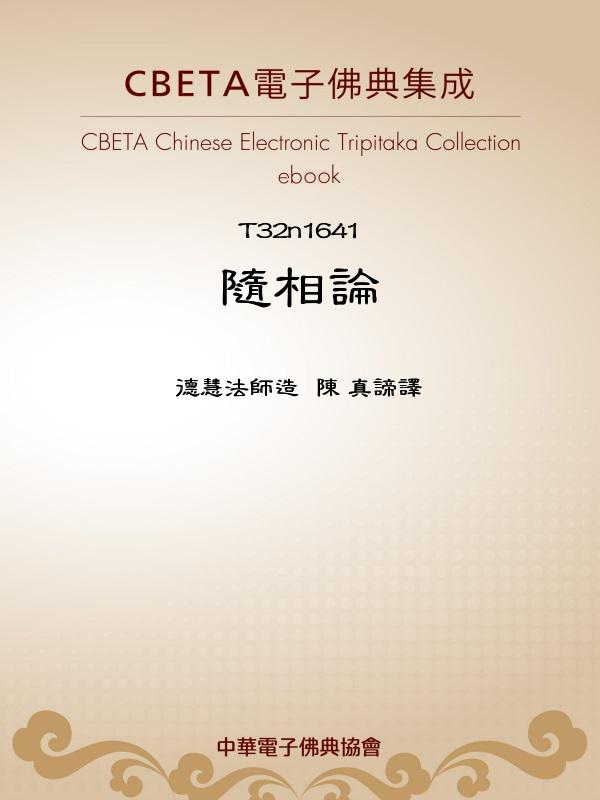 CBETA電子佛典集成
CBETA Chinese Electronic Tripitaka Collection
ebook
T32n1641
隨相論
德慧法師造 陳 真諦譯
中華電子佛典協會